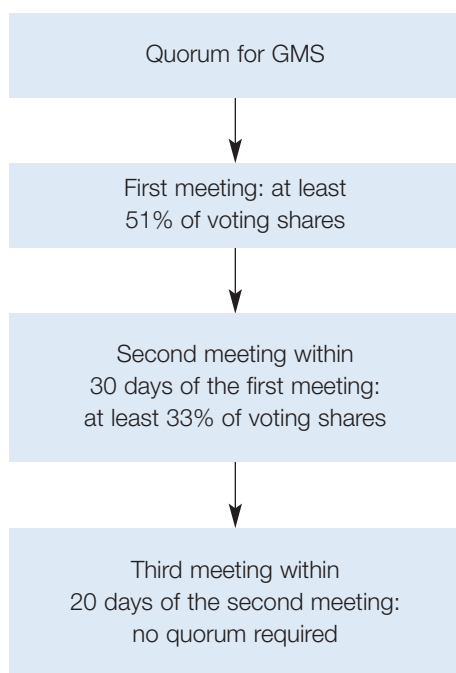 Quorum for GMS
First meeting: at least
51% of voting shares
Second meeting within
30 days of the first meeting:
at least 33% of voting shares
Third meeting within
20 days of the second meeting:
no quorum required